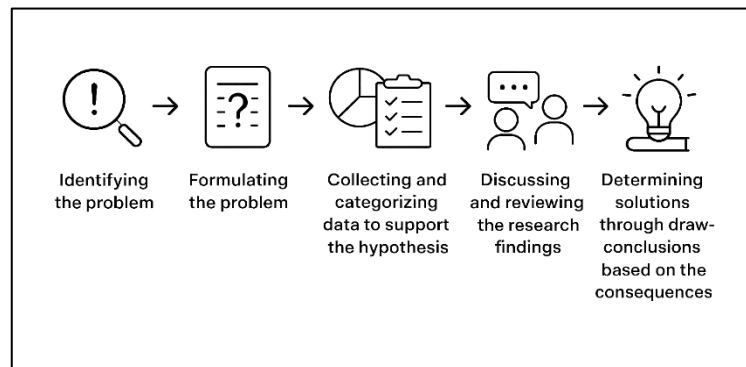 !
?
...
Identifying
the problem
Formulating
the problem
Collecting and
categorizing
data to support
the hypothesis
Discussing
and reviewing
the research
findings
Determining
solutions
through draw-
conclusions
based on the
consequences